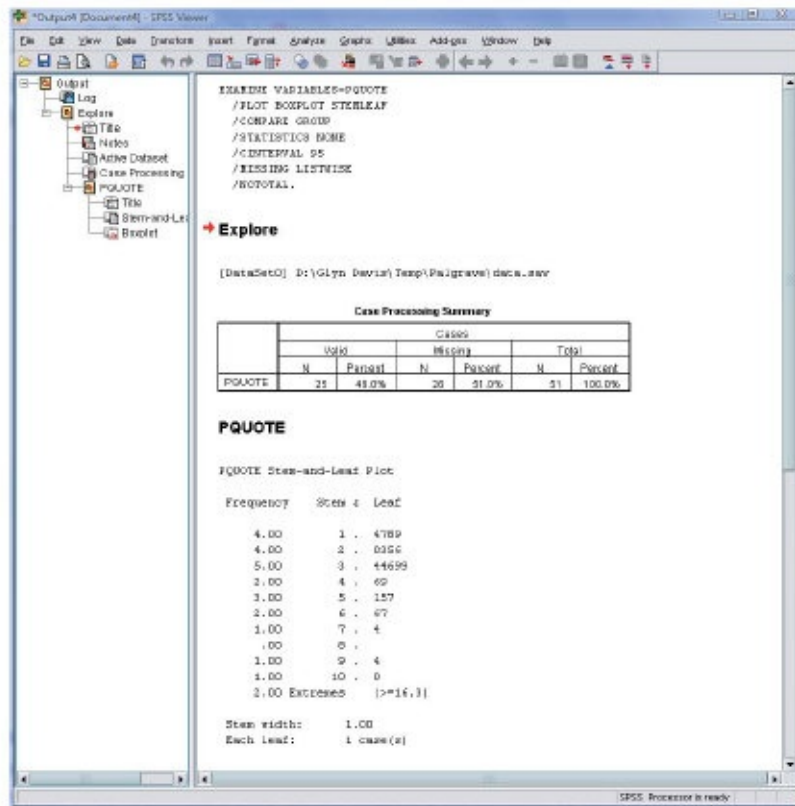 *Output4 [Document4] - SPSS Viewer
File Edit View Data Transform Insert Format Analyze Graphs Utilities Add-ons Window Help
Output
Log
Explore
Title
Notes
Active Dataset
Case Processing
PQUOTE
Title
Stem-and-Lea
Boxplot
EXAMINE VARIABLES=PQUOTE
/PLOT BOXPLOT STEMLEAF
/COMPARE GROUP
/STATISTICS NONE
/CINTERVAL 95
/MISSING LISTWISE
/NOTOTAL.
Explore
[DataSet0] D:\Glyn Davis\Temp\Palgrave\data.sav
Case Processing Summary
Cases
Valid Missing Total
N Percent N Percent N Percent
PQUOTE 25 49.0% 26 51.0% 51 100.0%
PQUOTE
PQUOTE Stem-and-Leaf Plot
Frequency Stem & Leaf
4.00 1 . 4789
4.00 2 . 0356
5.00 3 . 44699
2.00 4 . 69
3.00 5 . 157
2.00 6 . 67
1.00 7 . 4
.00 8 .
1.00 9 . 4
1.00 10 . 0
2.00 Extremes (>=16.3)
Stem width: 1.00
Each leaf: 1 case(s)
SPSS Processor is ready